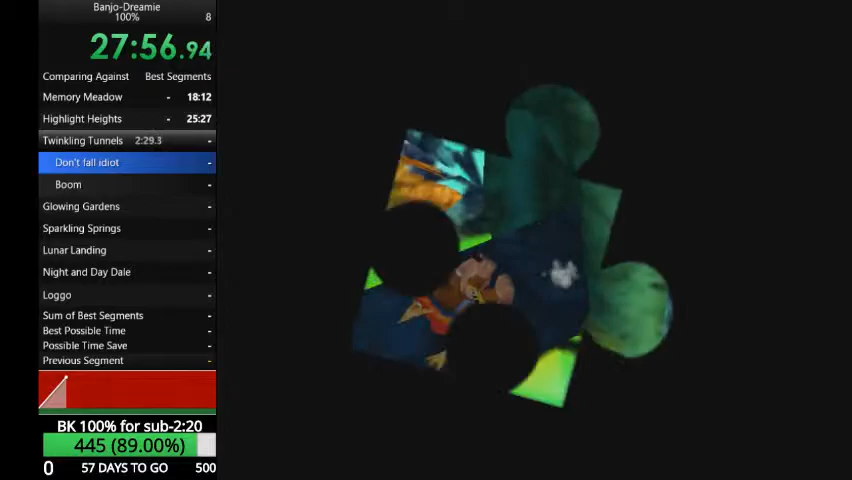 Banjo-Dreamie
100% 8
27:56.94
Comparing Against Best Segments
Memory Meadow - 18:12
Highlight Heights - 25:27
Twinkling Tunnels 2:29.3 -
Don't fall idiot -
Boom -
Glowing Gardens -
Sparkling Springs -
Lunar Landing -
Night and Day Dale -
Loggo -
Sum of Best Segments -
Best Possible Time -
Possible Time Save -
Previous Segment -
BK 100% for sub-2:20
445 (89.00%)
0 57 DAYS TO GO 500